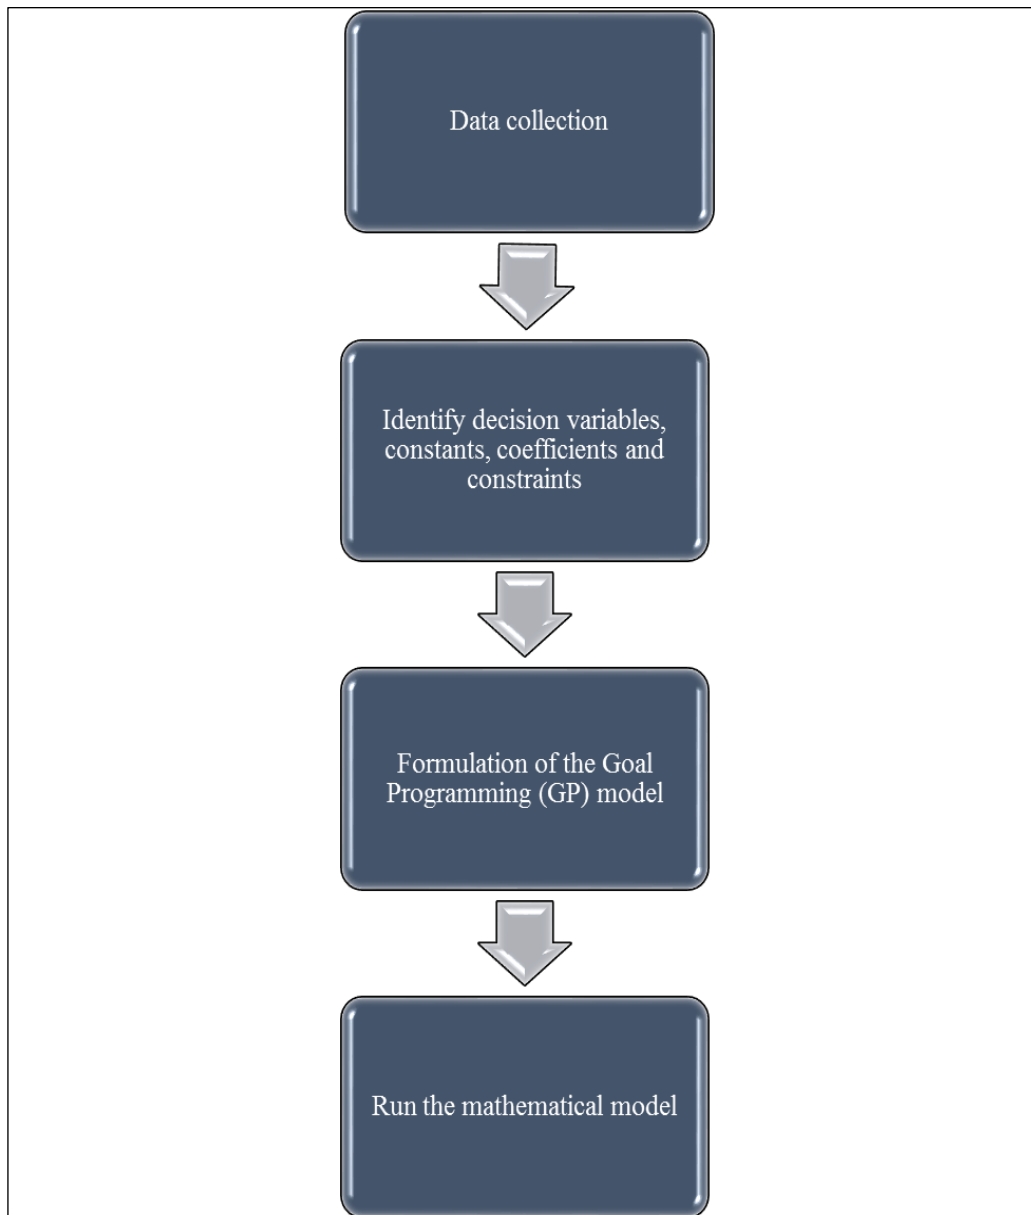 Data collection
Identify decision variables,
constants, coefficients and
constraints
Formulation of the Goal
Programming (GP) model
Run the mathematical model